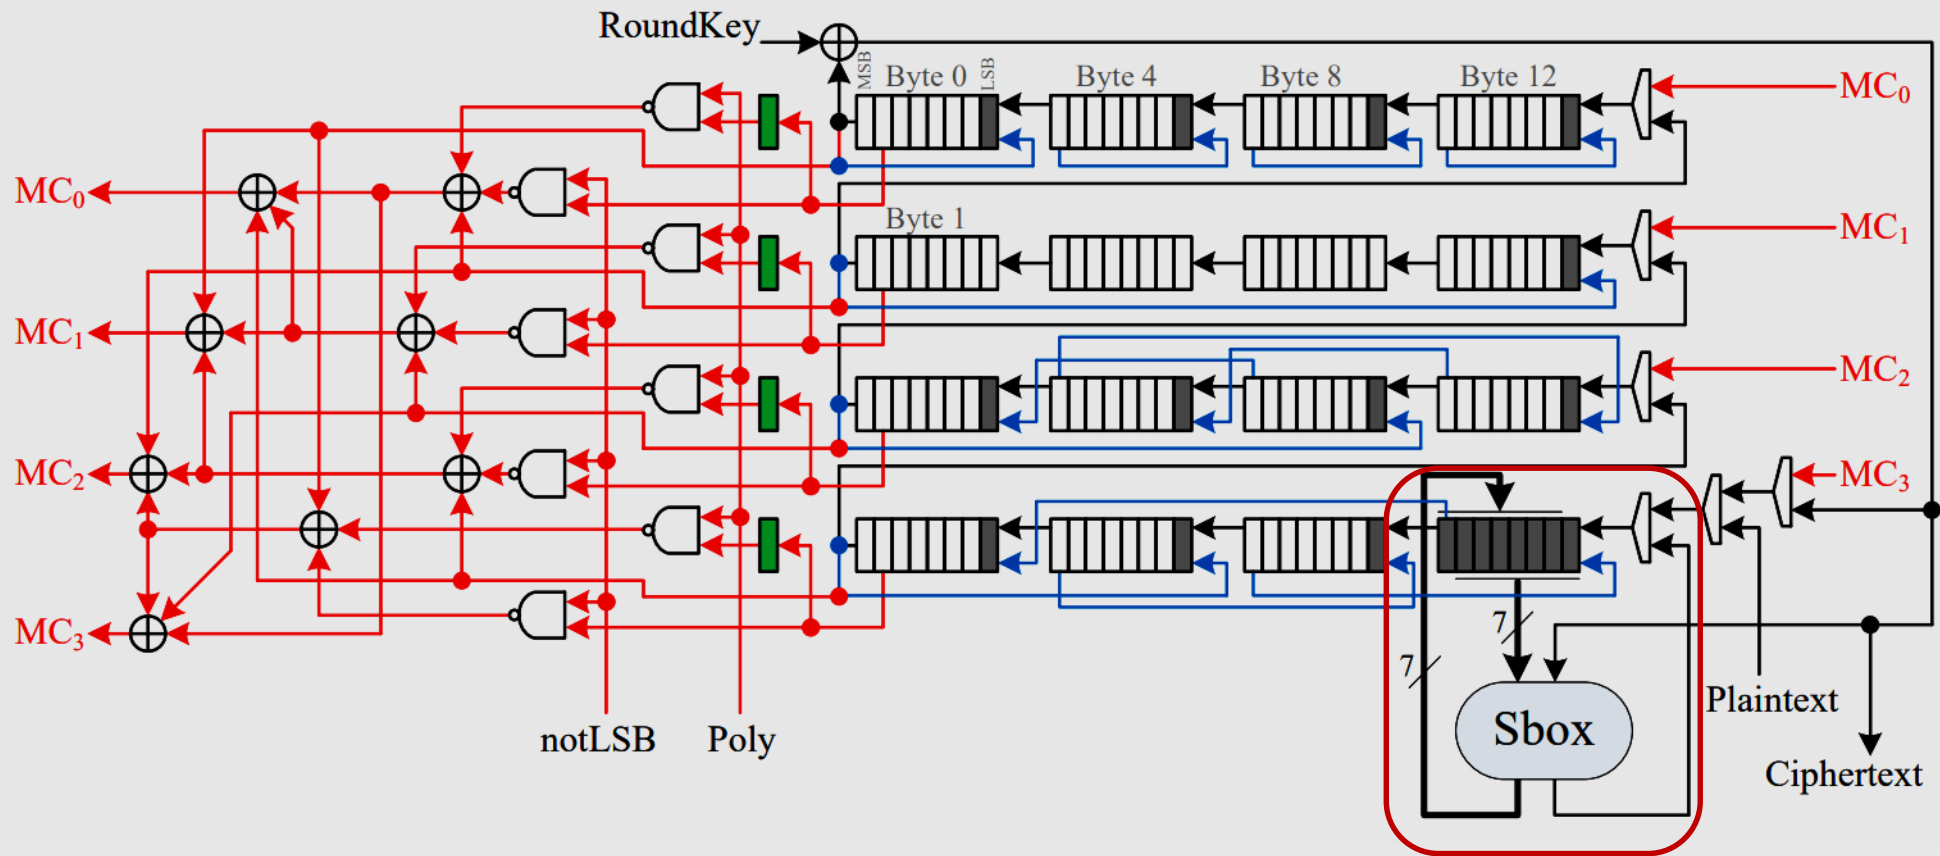 RoundKey
MSB
Byte 0
LSB
Byte 4
Byte 8
Byte 12
MC₀
MC₀
Byte 1
MC₁
MC₁
MC₂
MC₂
MC₃
MC₃
7
7
notLSB
Poly
Sbox
Plaintext
Ciphertext